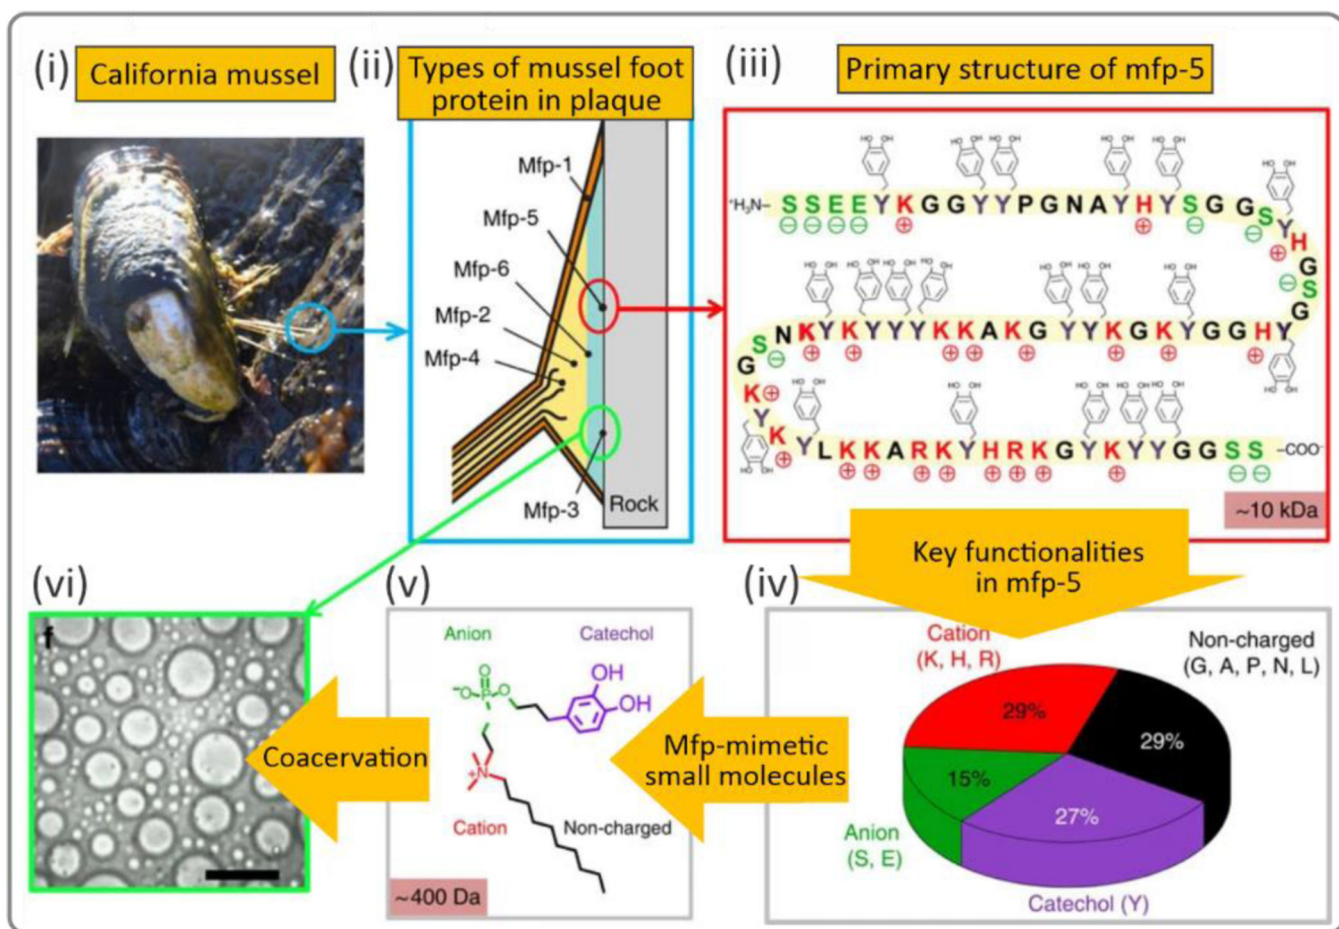 (i)
California mussel
(ii)
Types of mussel foot
protein in plaque
Mfp-1
Mfp-5
Mfp-6
Mfp-2
Mfp-4
Mfp-3
Rock
(iii)
Primary structure of mfp-5
⁺H₃N– S S E E Y K G G Y Y P G N A Y H Y S G G S Y H G S G Y
S N K Y K Y Y Y K K A K G Y Y K G K Y G G H
G K Y K Y L K K A R K Y H R K G Y K Y Y G G S S –COO⁻
~10 kDa
Key functionalities
in mfp-5
(iv)
Cation
(K, H, R)
Non-charged
(G, A, P, N, L)
29%
29%
15%
27%
Anion
(S, E)
Catechol (Y)
Mfp-mimetic
small molecules
(v)
Anion
Catechol
O
⁻O
P
O
OH
OH
N
+
Cation
Non-charged
~400 Da
Coacervation
(vi)
f